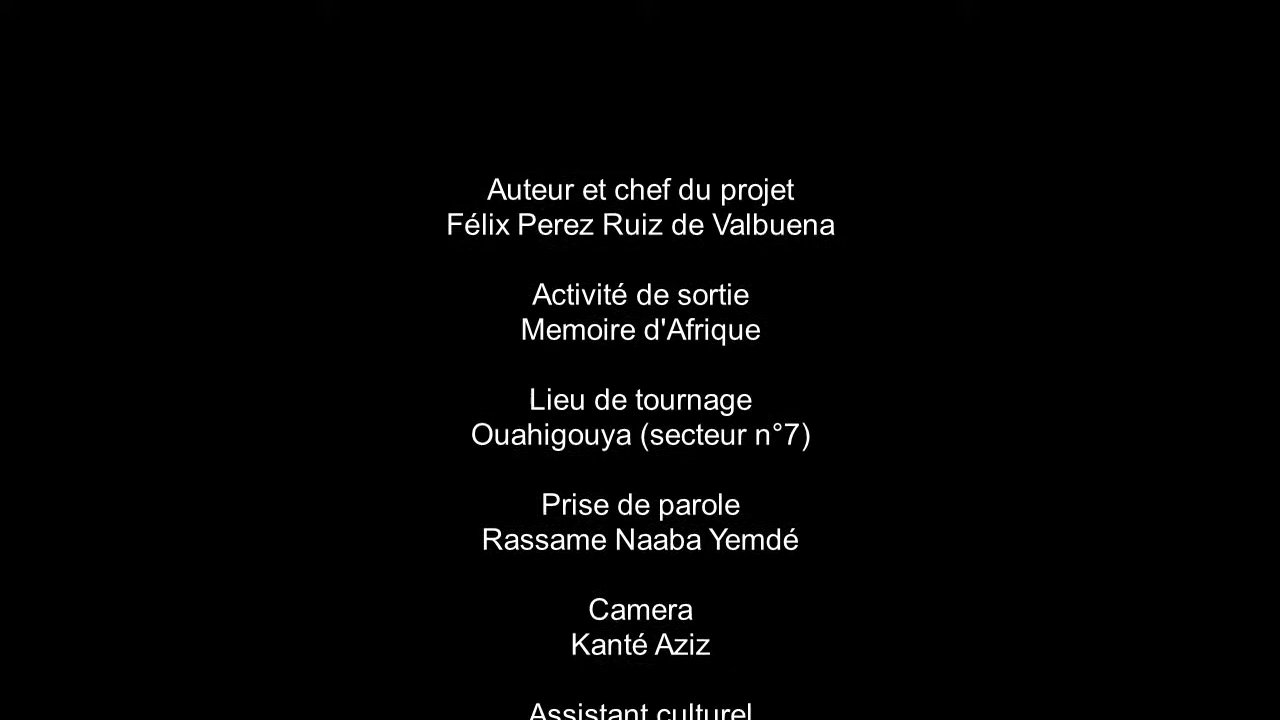 Auteur et chef du projet
Félix Perez Ruiz de Valbuena
Activité de sortie
Memoire d'Afrique
Lieu de tournage
Ouahigouya (secteur n°7)
Prise de parole
Rassame Naaba Yemdé
Camera
Kanté Aziz
Assistant culturel